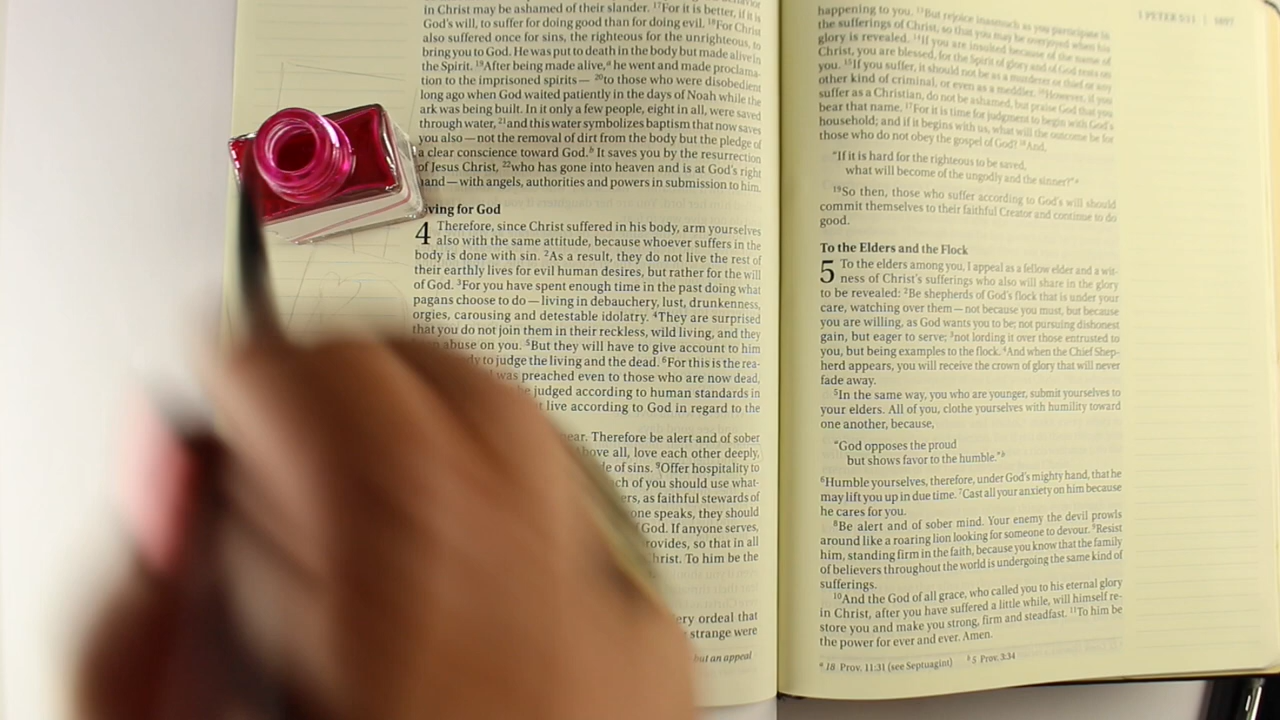 in Christ may be ashamed of their slander. ¹⁷For it is better, if it is
God's will, to suffer for doing good than for doing evil. ¹⁸For Christ
also suffered once for sins, the righteous for the unrighteous, to
bring you to God. He was put to death in the body but made alive in
the Spirit. ¹⁹After being made alive,ᵃ he went and made proclama-
tion to the imprisoned spirits— ²⁰to those who were disobedient
long ago when God waited patiently in the days of Noah while the
ark was being built. In it only a few people, eight in all, were saved
through water, ²¹and this water symbolizes baptism that now saves
you also—not the removal of dirt from the body but the pledge of
a clear conscience toward God.ᵇ It saves you by the resurrection
of Jesus Christ, ²²who has gone into heaven and is at God's right
hand—with angels, authorities and powers in submission to him.
ving for God
4 Therefore, since Christ suffered in his body, arm yourselves
also with the same attitude, because whoever suffers in the
body is done with sin. ²As a result, they do not live the rest of
their earthly lives for evil human desires, but rather for the will
of God. ³For you have spent enough time in the past doing what
pagans choose to do—living in debauchery, lust, drunkenness,
orgies, carousing and detestable idolatry. ⁴They are surprised
that you do not join them in their reckless, wild living, and they
abuse on you. ⁵But they will have to give account to him
to judge the living and the dead. ⁶For this is the rea-
was preached even to those who are now dead,
be judged according to human standards in
live according to God in regard to the
near. Therefore be alert and of sober
above all, love each other deeply,
of sins. ⁹Offer hospitality to
each of you should use what-
ers, as faithful stewards of
one speaks, they should
God. If anyone serves,
provides, so that in all
Christ. To him be the
ery ordeal that
strange were
but an appeal
1 PETER 5:11 | 1897
happening to you. ¹³But rejoice inasmuch as you participate in
the sufferings of Christ, so that you may be overjoyed when his
glory is revealed. ¹⁴If you are insulted because of the name of
Christ, you are blessed, for the Spirit of glory and of God rests on
you. ¹⁵If you suffer, it should not be as a murderer or thief or any
other kind of criminal, or even as a meddler. ¹⁶However, if you
suffer as a Christian, do not be ashamed, but praise God that you
bear that name. ¹⁷For it is time for judgment to begin with God's
household; and if it begins with us, what will the outcome be for
those who do not obey the gospel of God? ¹⁸And,
“If it is hard for the righteous to be saved,
what will become of the ungodly and the sinner?”ᵃ
¹⁹So then, those who suffer according to God's will should
commit themselves to their faithful Creator and continue to do
good.
To the Elders and the Flock
5 To the elders among you, I appeal as a fellow elder and a wit-
ness of Christ's sufferings who also will share in the glory
to be revealed: ²Be shepherds of God's flock that is under your
care, watching over them—not because you must, but because
you are willing, as God wants you to be; not pursuing dishonest
gain, but eager to serve; ³not lording it over those entrusted to
you, but being examples to the flock. ⁴And when the Chief Shep-
herd appears, you will receive the crown of glory that will never
fade away.
⁵In the same way, you who are younger, submit yourselves to
your elders. All of you, clothe yourselves with humility toward
one another, because,
“God opposes the proud
but shows favor to the humble.”ᵇ
⁶Humble yourselves, therefore, under God's mighty hand, that he
may lift you up in due time. ⁷Cast all your anxiety on him because
he cares for you.
⁸Be alert and of sober mind. Your enemy the devil prowls
around like a roaring lion looking for someone to devour. ⁹Resist
him, standing firm in the faith, because you know that the family
of believers throughout the world is undergoing the same kind of
sufferings.
¹⁰And the God of all grace, who called you to his eternal glory
in Christ, after you have suffered a little while, will himself re-
store you and make you strong, firm and steadfast. ¹¹To him be
the power for ever and ever. Amen.
ᵃ 18 Prov. 11:31 (see Septuagint) ᵇ 5 Prov. 3:34